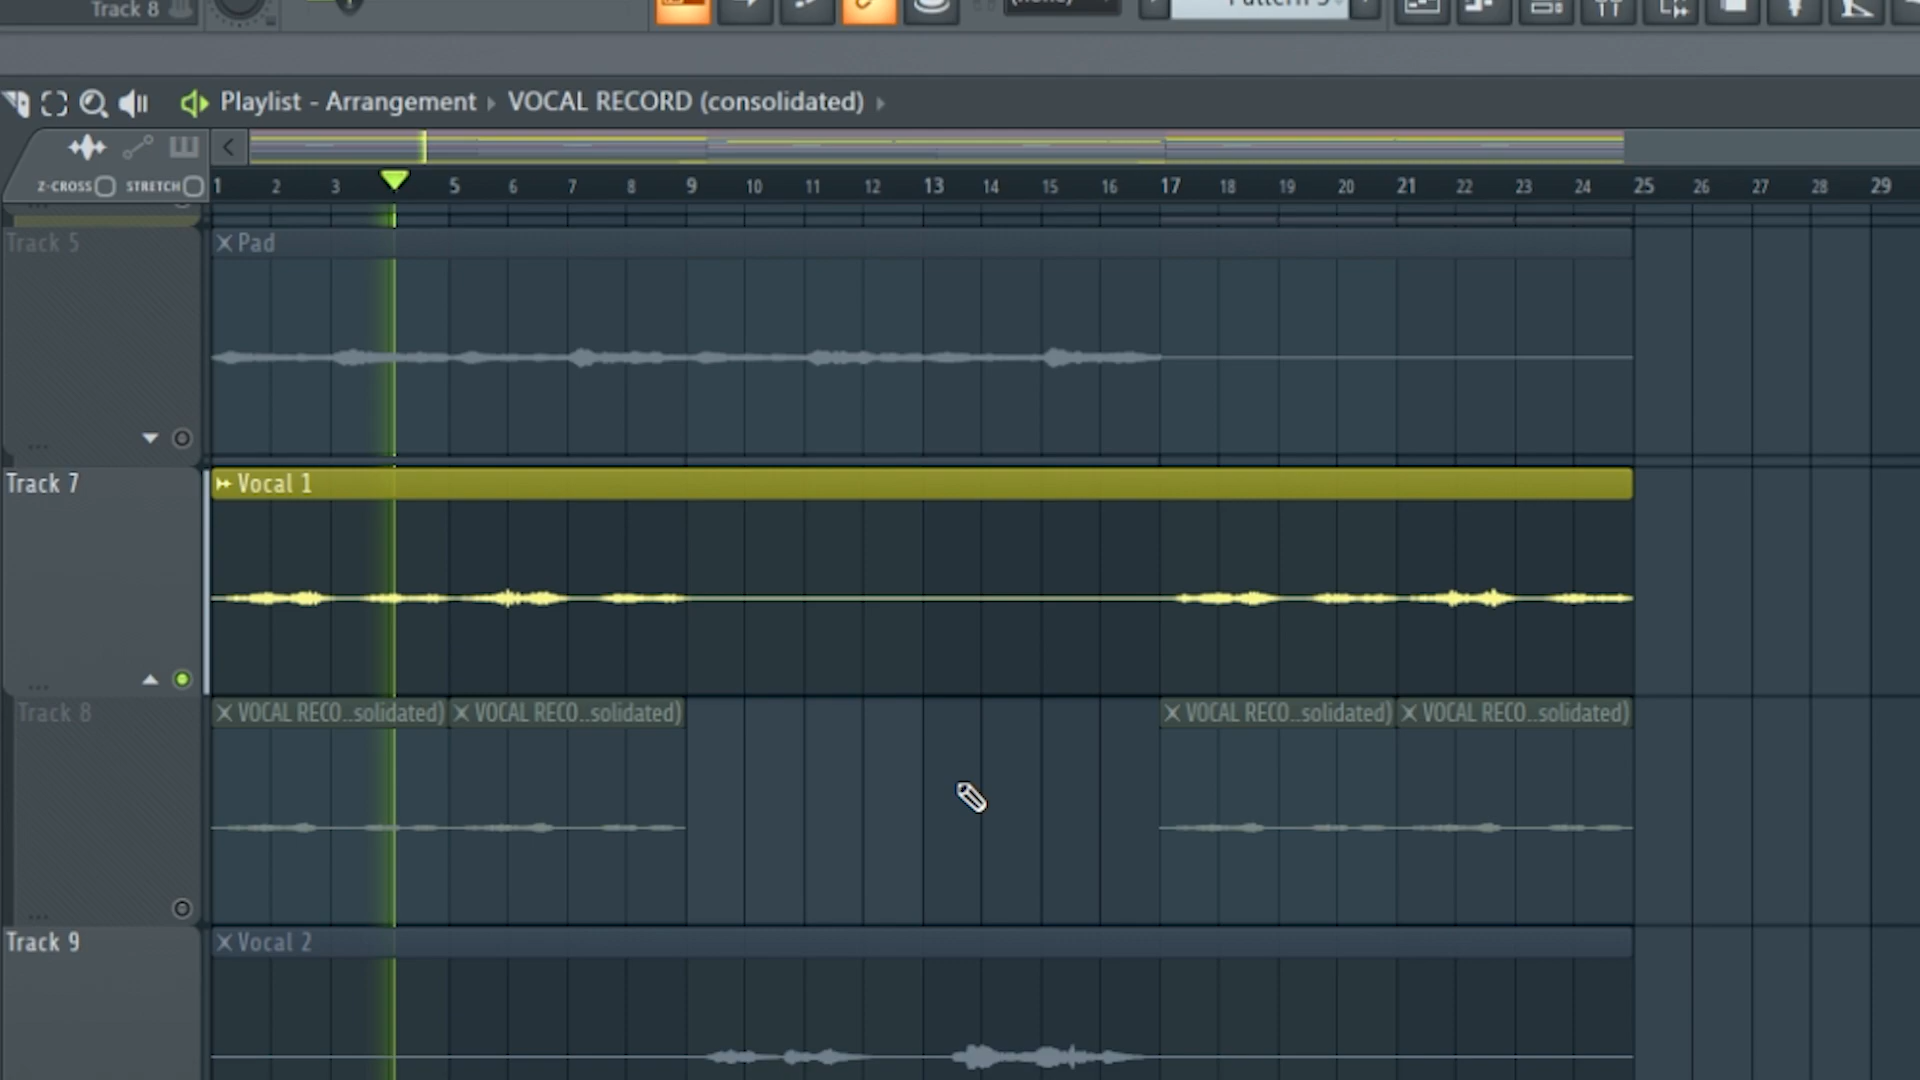 Track 8
Playlist - Arrangement ▸ VOCAL RECORD (consolidated) ▸
Z-CROSS STRETCH
1 2 3 5 6 7 8 9 10 11 12 13 14 15 16 17 18 19 20 21 22 23 24 25 26 27 28 29
Track 5
Pad
Track 7
Vocal 1
Track 8
VOCAL RECO..solidated) VOCAL RECO..solidated) VOCAL RECO..solidated) VOCAL RECO..solidated)
Track 9
Vocal 2